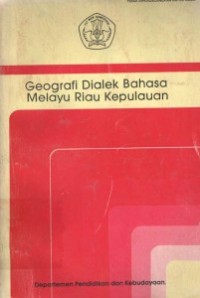 Geografi Dialek Bahasa
Melayu Riau Kepulauan
Departemen Pendidikan dan Kebudayaan